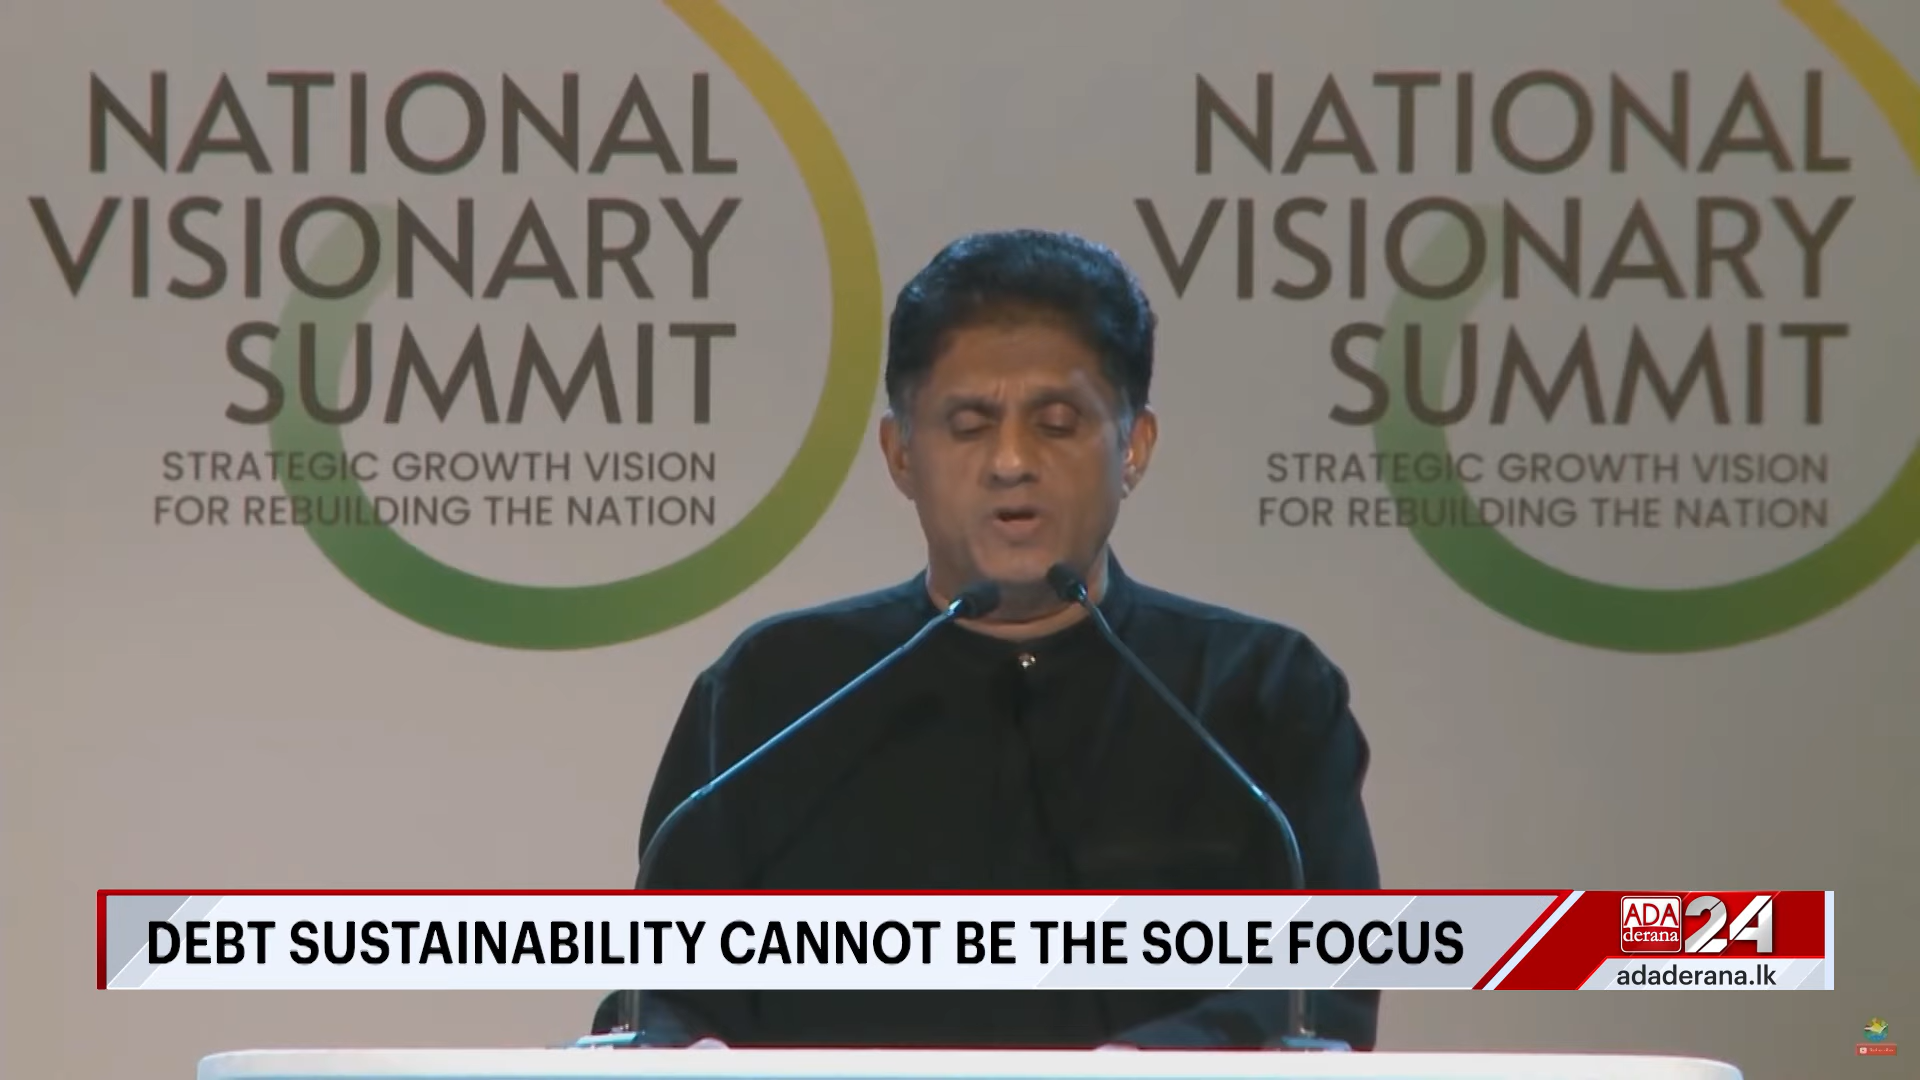 NATIONAL
VISIONARY
SUMMIT
STRATEGIC GROWTH VISION
FOR REBUILDING THE NATION
NATIONAL
VISIONARY
SUMMIT
STRATEGIC GROWTH VISION
FOR REBUILDING THE NATION
DEBT SUSTAINABILITY CANNOT BE THE SOLE FOCUS
ADA
derana
24
adaderana.lk